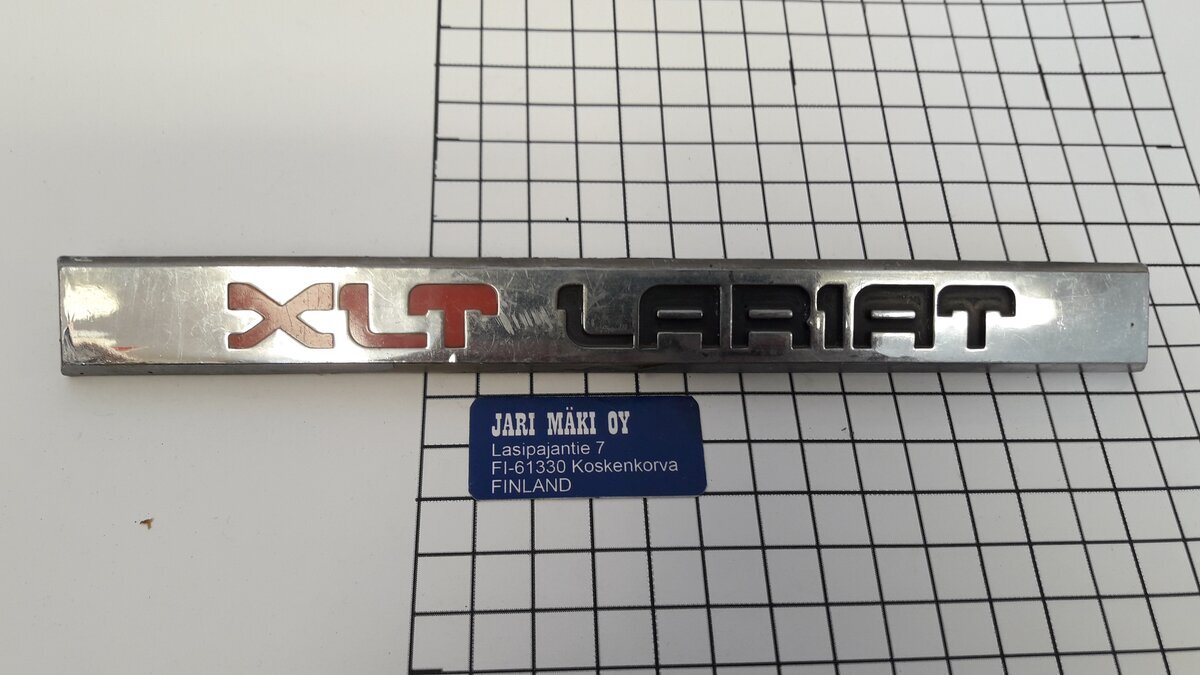 XLT LARIAT
JARI MÄKI OY
Lasipajantie 7
FI-61330 Koskenkorva
FINLAND